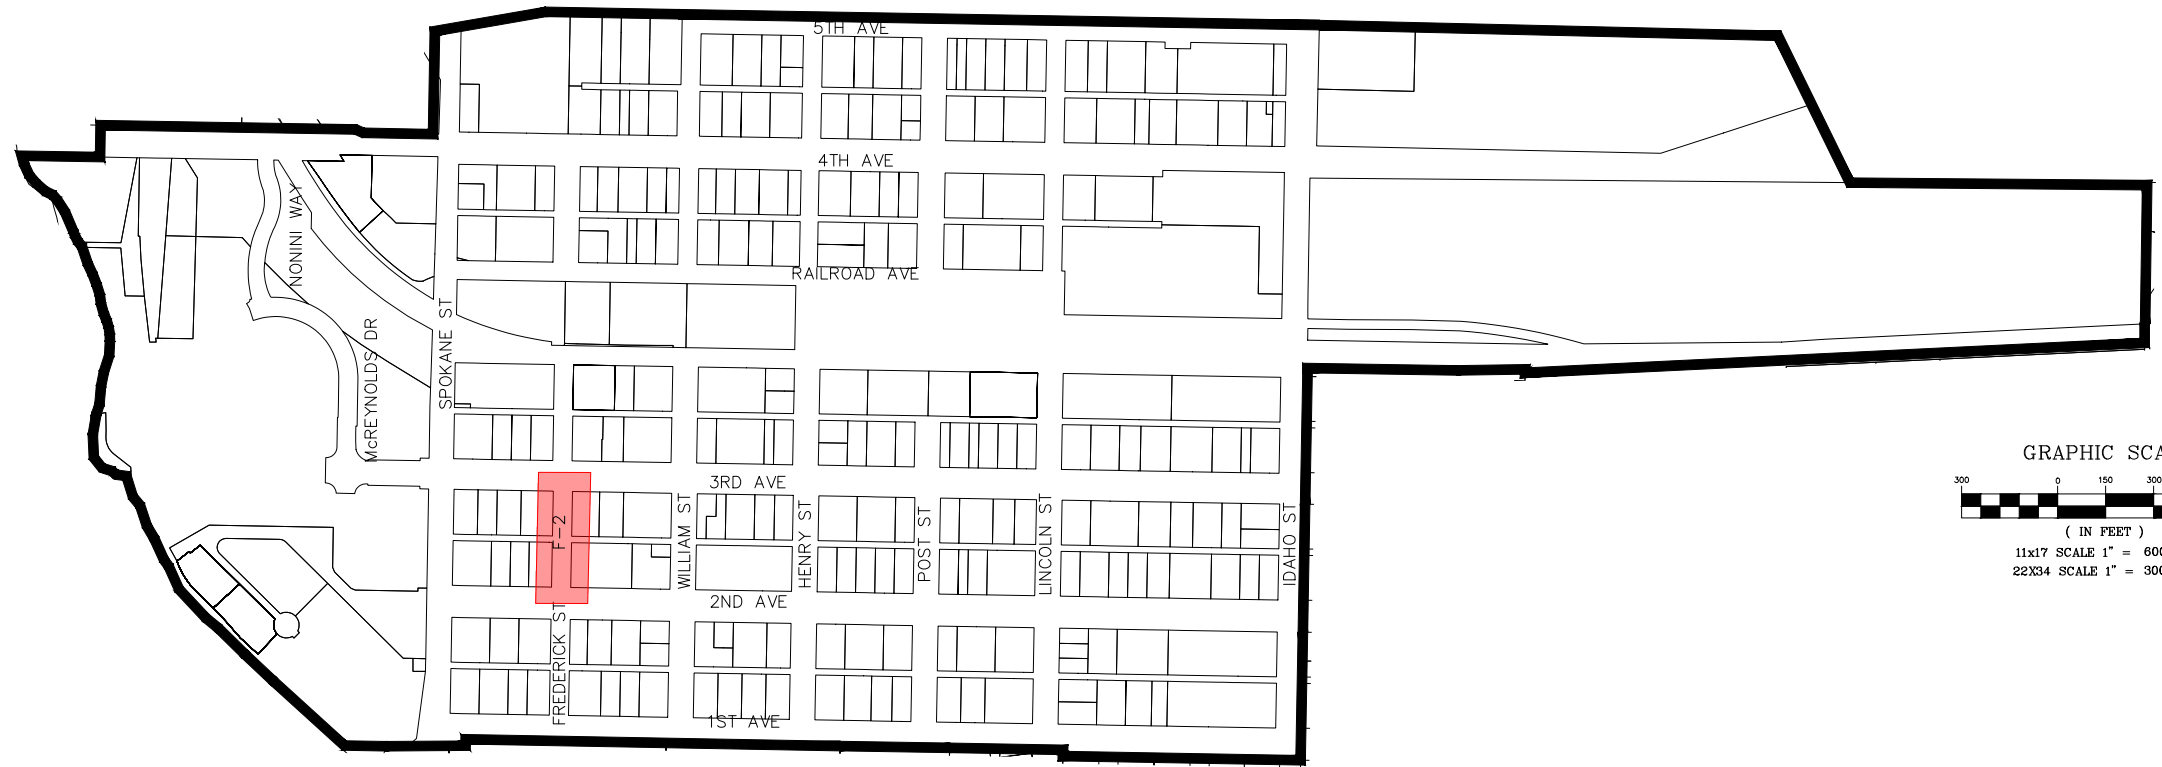 5TH AVE
4TH AVE
NONINI WAY
RAILROAD AVE
SPOKANE ST
McREYNOLDS DR
GRAPHIC SCA
300
0
150
300
( IN FEET )
11x17 SCALE 1" = 600
22X34 SCALE 1" = 300
3RD AVE
F-2
WILLIAM ST
HENRY ST
POST ST
LINCOLN ST
IDAHO ST
2ND AVE
FREDERICK ST
1ST AVE